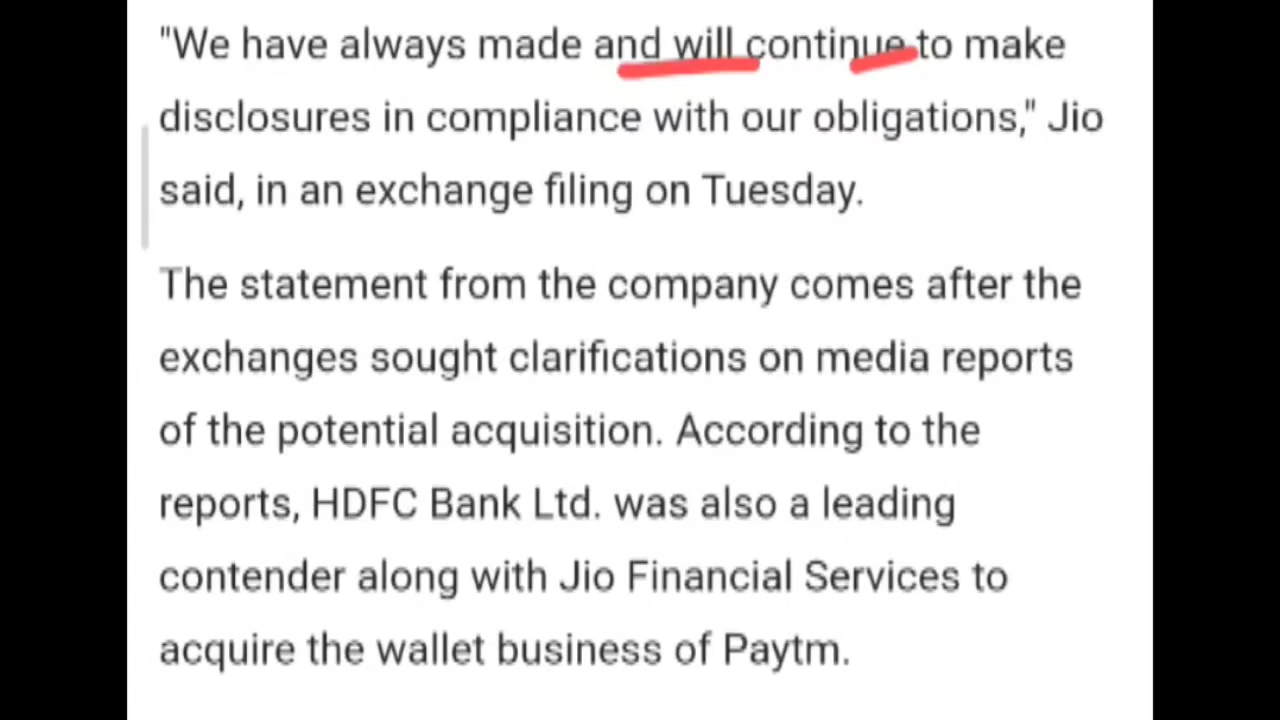 "We have always made and will continue to make
disclosures in compliance with our obligations," Jio
said, in an exchange filing on Tuesday.
The statement from the company comes after the
exchanges sought clarifications on media reports
of the potential acquisition. According to the
reports, HDFC Bank Ltd. was also a leading
contender along with Jio Financial Services to
acquire the wallet business of Paytm.